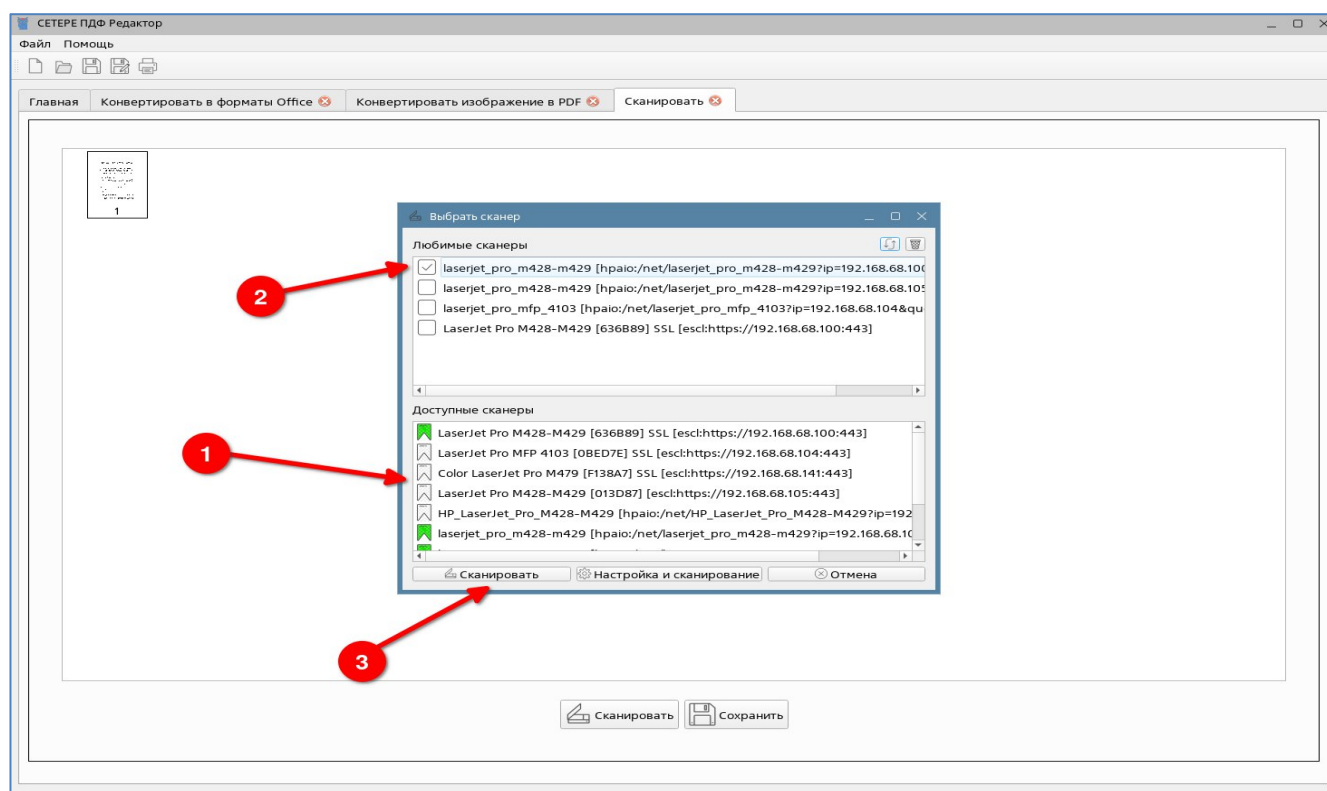 СЕТЕРЕ ПДФ Редактор
Файл Помощь
Главная Конвертировать в форматы Office Конвертировать изображение в PDF Сканировать
1
Выбрать сканер
Любимые сканеры
laserjet_pro_m428-m429 [hpaio:/net/laserjet_pro_m428-m429?ip=192.168.68.100
2
laserjet_pro_m428-m429 [hpaio:/net/laserjet_pro_m428-m429?ip=192.168.68.105
laserjet_pro_mfp_4103 [hpaio:/net/laserjet_pro_mfp_4103?ip=192.168.68.104&qu
LaserJet Pro M428-M429 [636B89] SSL [escl:https://192.168.68.100:443]
Доступные сканеры
LaserJet Pro M428-M429 [636B89] SSL [escl:https://192.168.68.100:443]
1
LaserJet Pro MFP 4103 [0BED7E] SSL [escl:https://192.168.68.104:443]
Color LaserJet Pro M479 [F138A7] SSL [escl:https://192.168.68.141:443]
LaserJet Pro M428-M429 [013D87] [escl:https://192.168.68.105:443]
HP_LaserJet_Pro_M428-M429 [hpaio:/net/HP_LaserJet_Pro_M428-M429?ip=192
laserjet_pro_m428-m429 [hpaio:/net/laserjet_pro_m428-m429?ip=192.168.68.10
Сканировать Настройка и сканирование Отмена
3
Сканировать Сохранить